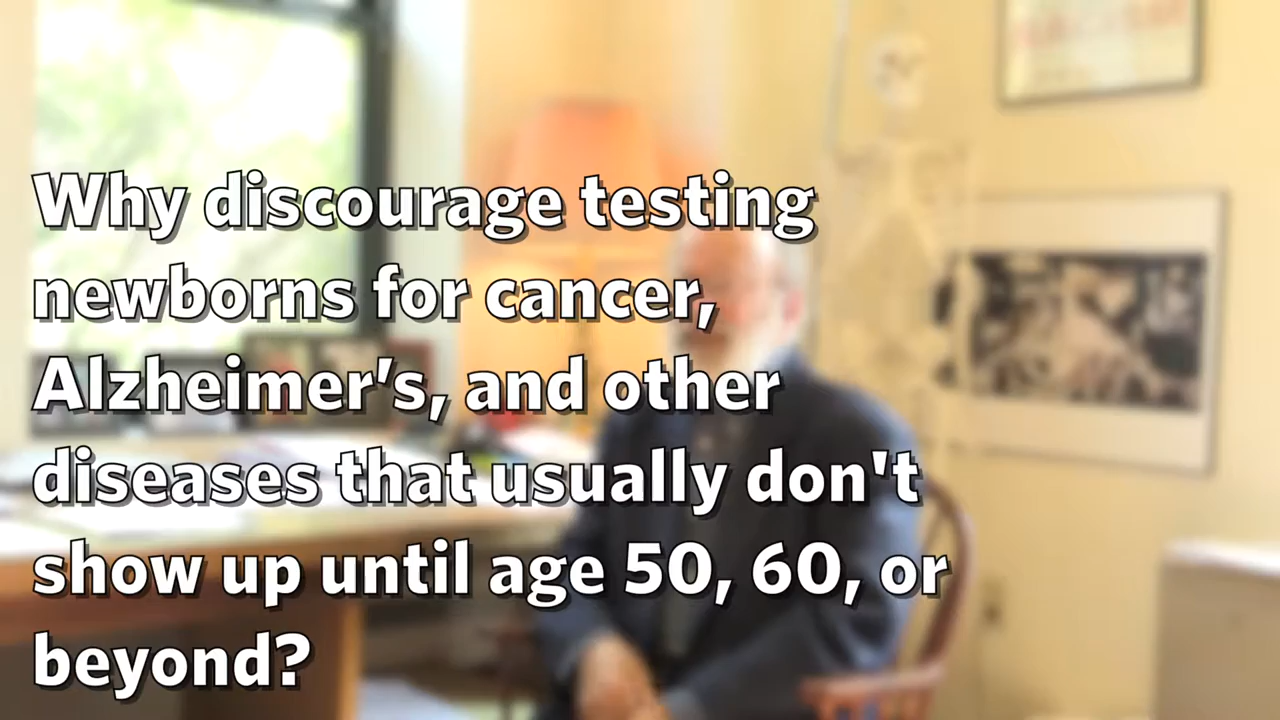 Why discourage testing
newborns for cancer,
Alzheimer’s, and other
diseases that usually don't
show up until age 50, 60, or
beyond?